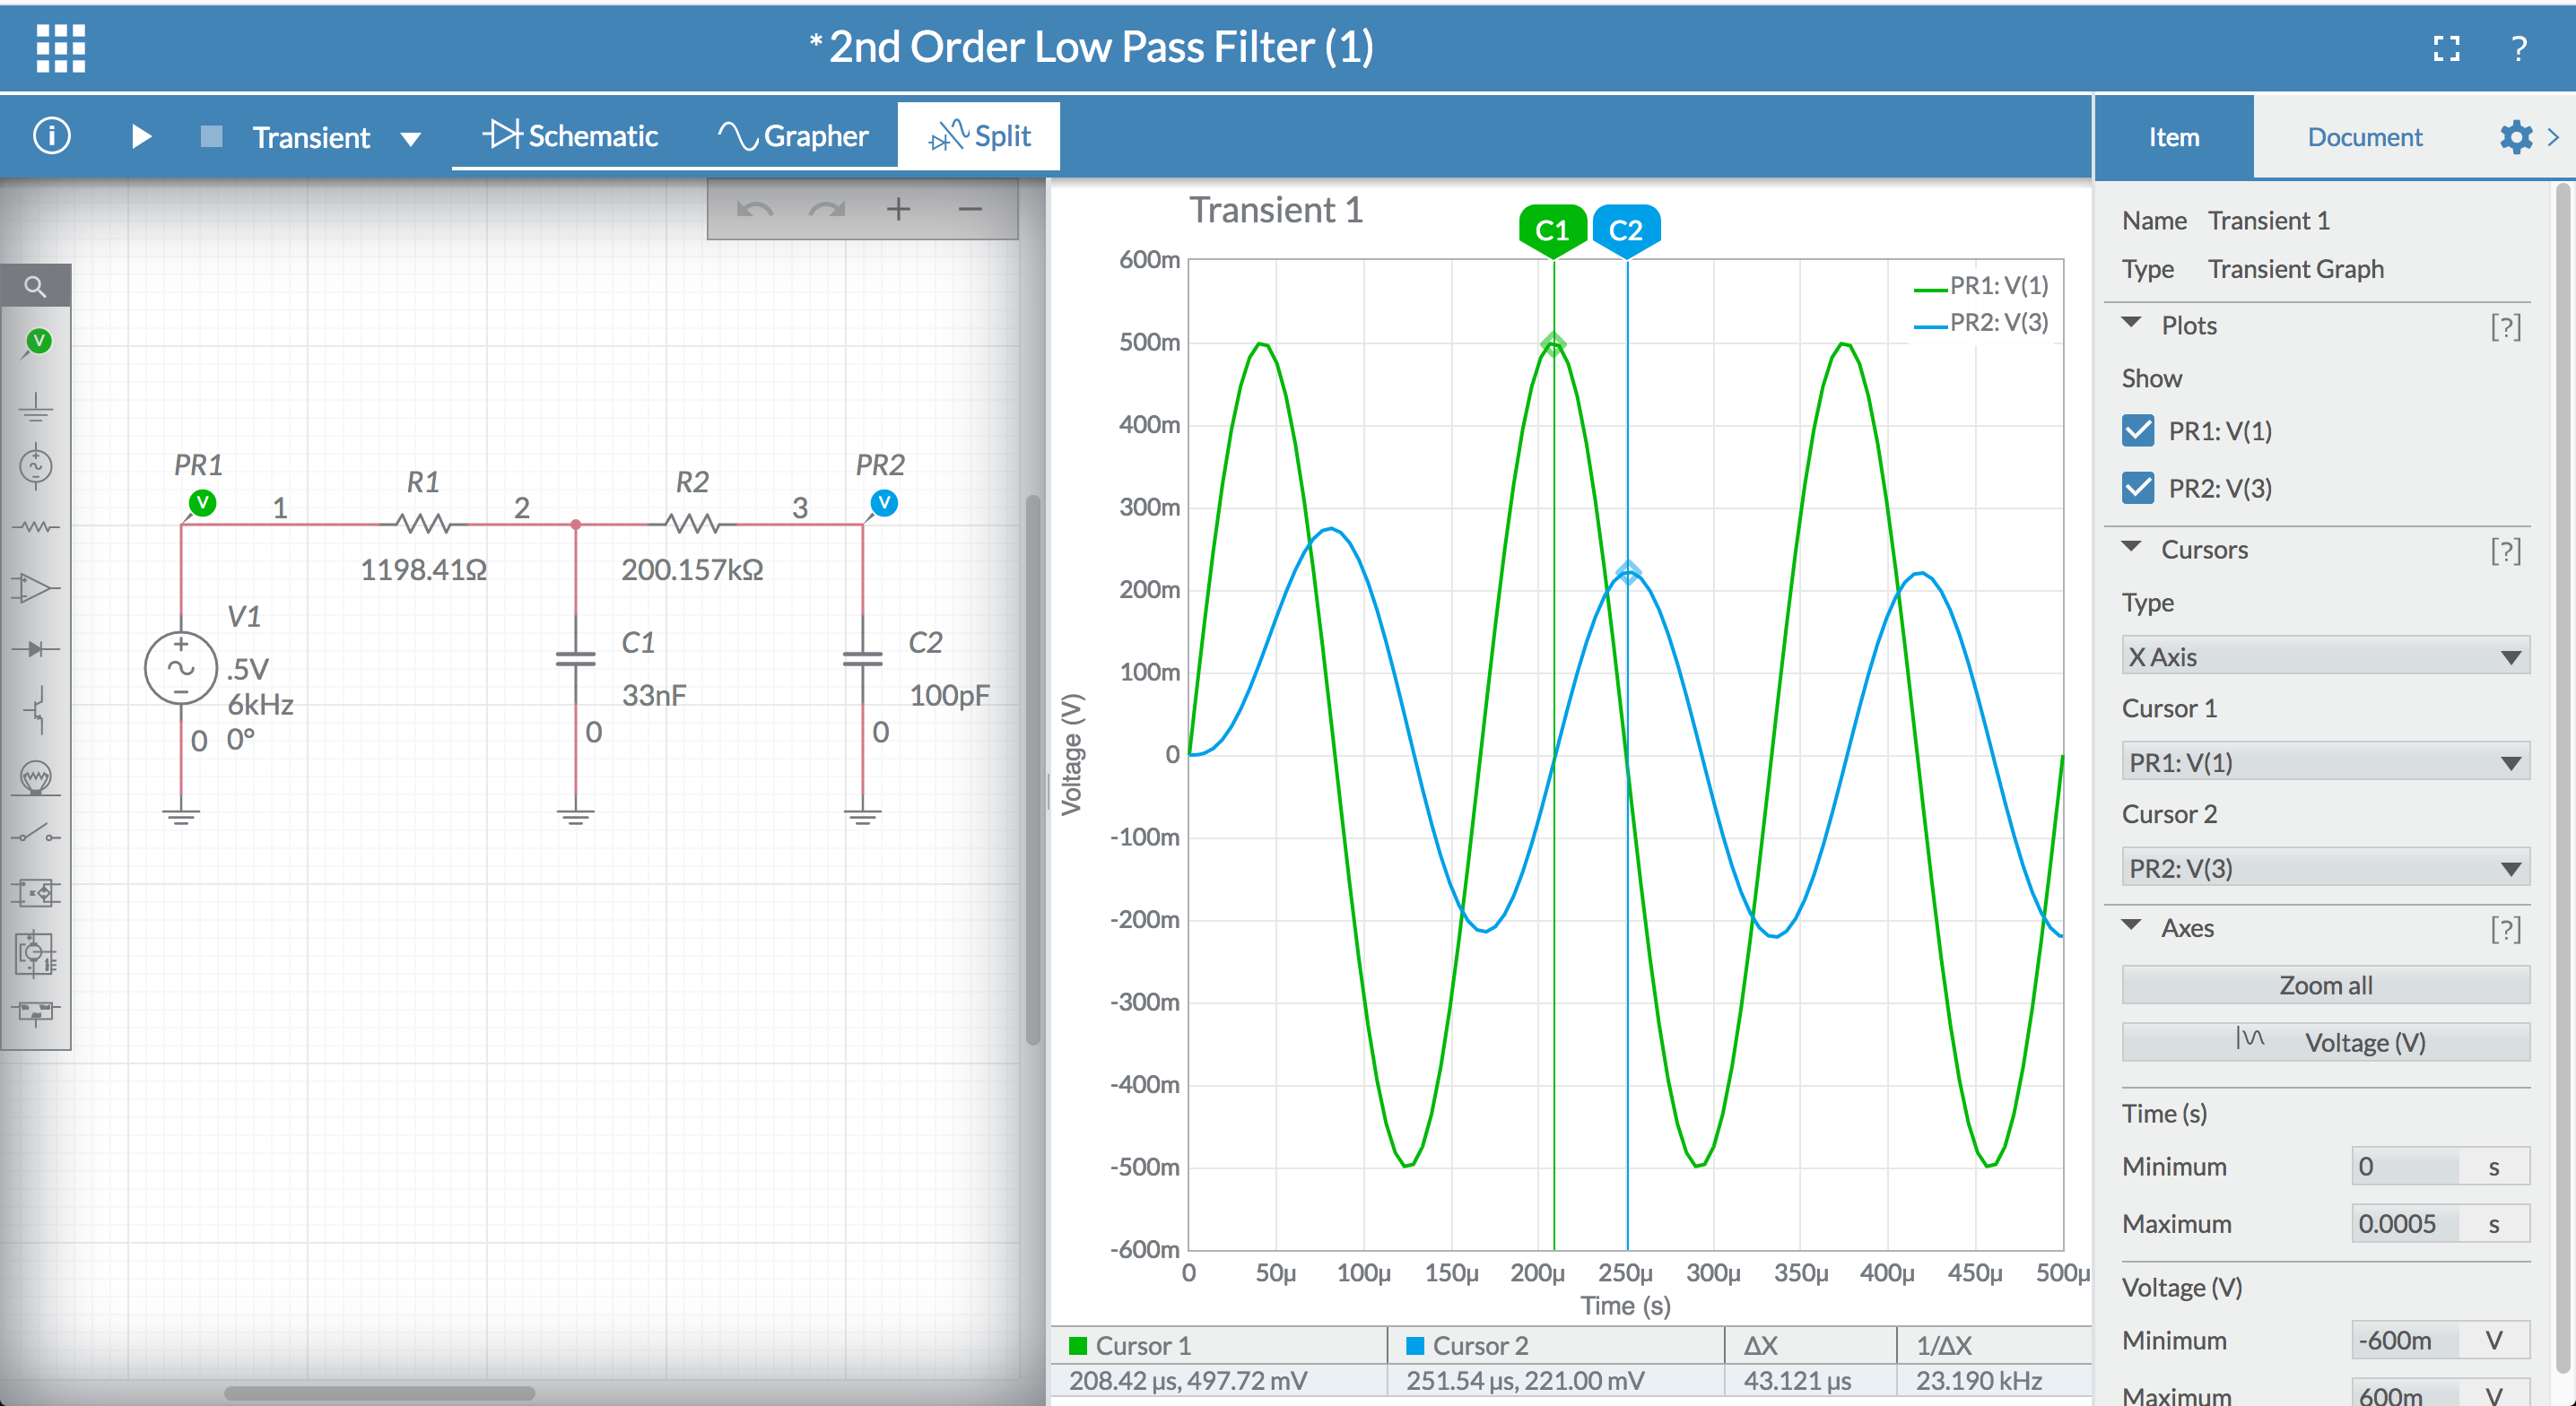 * 2nd Order Low Pass Filter (1)
?
i
Transient
Schematic
Grapher
Split
Item
Document
+ −
V
PR1
V
1
R1
1198.41Ω
2
R2
200.157kΩ
3
PR2
V
V1
.5V
6kHz
0°
0
C1
33nF
0
C2
100pF
0
Transient 1
C1
C2
PR1: V(1)
PR2: V(3)
600m
500m
400m
300m
200m
100m
0
-100m
-200m
-300m
-400m
-500m
-600m
Voltage (V)
0 50µ 100µ 150µ 200µ 250µ 300µ 350µ 400µ 450µ 500µ
Time (s)
Cursor 1 Cursor 2 ΔX 1/ΔX
208.42 µs, 497.72 mV 251.54 µs, 221.00 mV 43.121 µs 23.190 kHz
Name Transient 1
Type Transient Graph
Plots [?]
Show
PR1: V(1)
PR2: V(3)
Cursors [?]
Type
X Axis
Cursor 1
PR1: V(1)
Cursor 2
PR2: V(3)
Axes [?]
Zoom all
Voltage (V)
Time (s)
Minimum 0 s
Maximum 0.0005 s
Voltage (V)
Minimum -600m V
Maximum 600m V